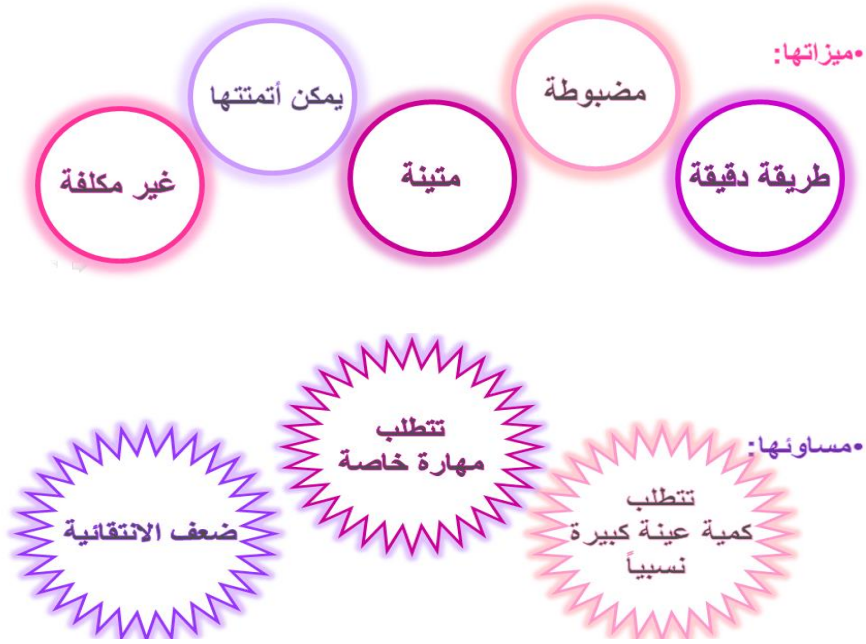 •ميزاتها:
طريقة دقيقة
مضبوطة
متينة
يمكن أتمتتها
غير مكلفة
•مساوئها:
تتطلب
كمية عينة كبيرة
نسبياً
تتطلب
مهارة خاصة
ضعف الانتقائية